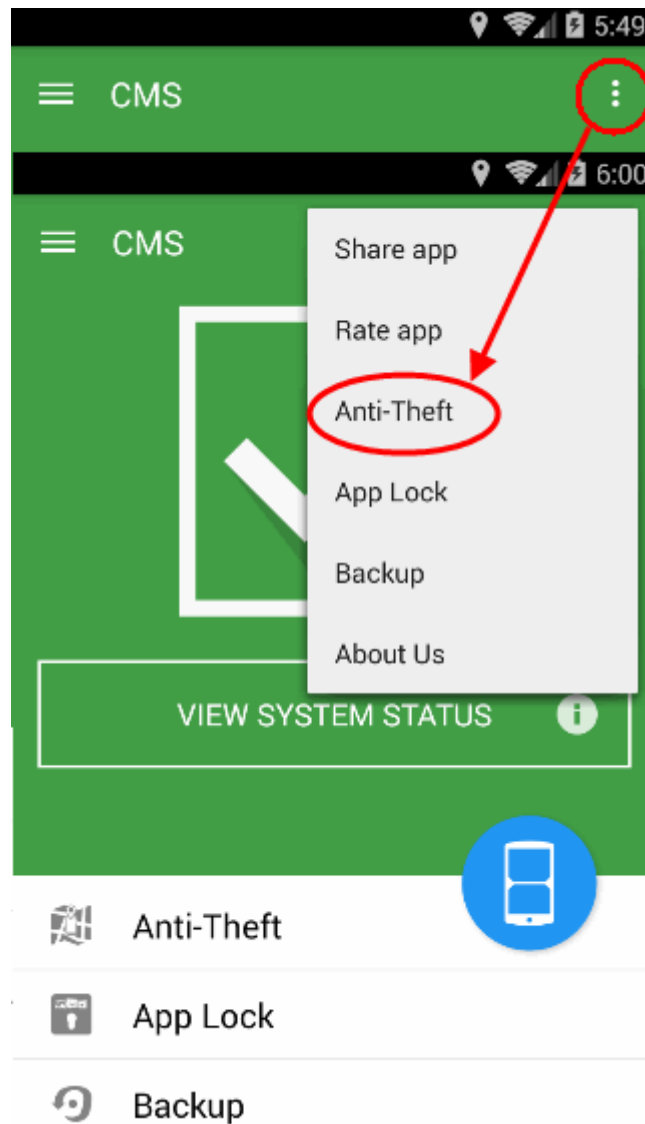 5:49
CMS
6:00
CMS
Share app
Rate app
Anti-Theft
App Lock
Backup
About Us
VIEW SYSTEM STATUS
Anti-Theft
App Lock
Backup